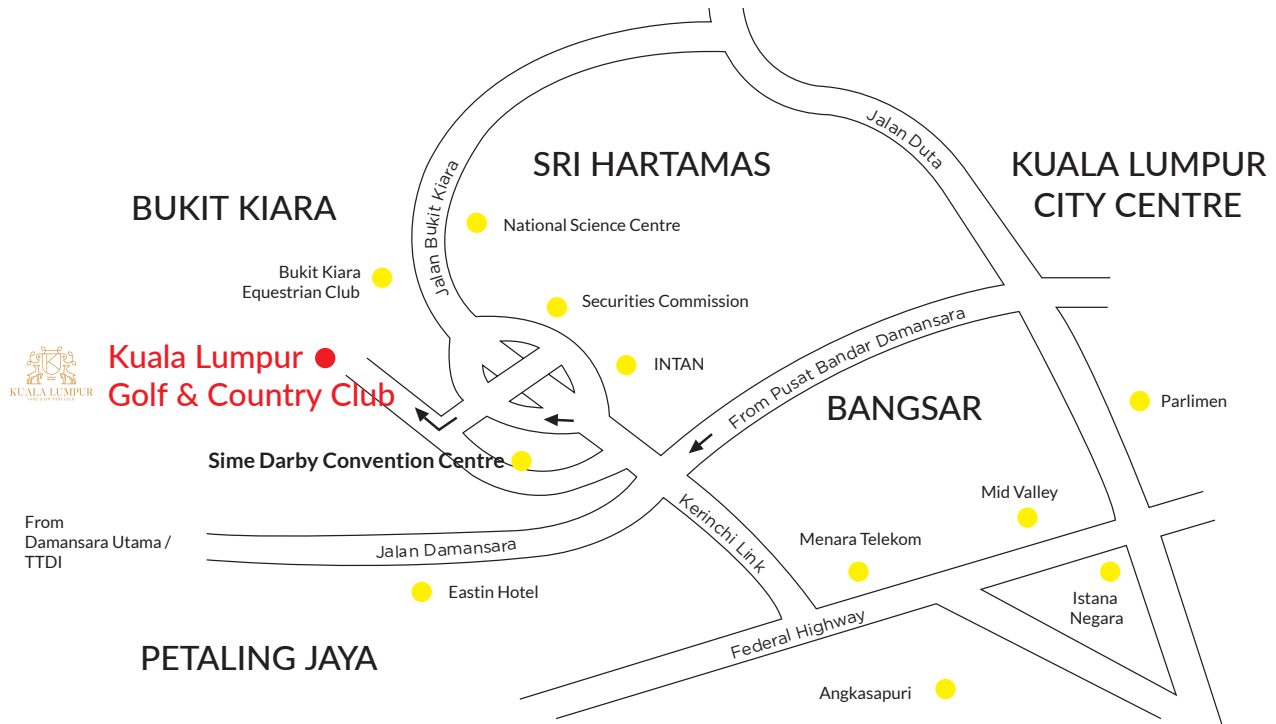 Jalan Duta
SRI HARTAMAS
KUALA LUMPUR
CITY CENTRE
BUKIT KIARA
Jalan Bukit Kiara
National Science Centre
Bukit Kiara
Equestrian Club
Securities Commission
From Pusat Bandar Damansara
Kuala Lumpur
Golf & Country Club
KUALA LUMPUR
GOLF & COUNTRY CLUB
INTAN
BANGSAR
Parlimen
Sime Darby Convention Centre
Mid Valley
Kerinchi Link
From
Damansara Utama /
TTDI
Jalan Damansara
Menara Telekom
Eastin Hotel
Istana
Negara
Federal Highway
PETALING JAYA
Angkasapuri